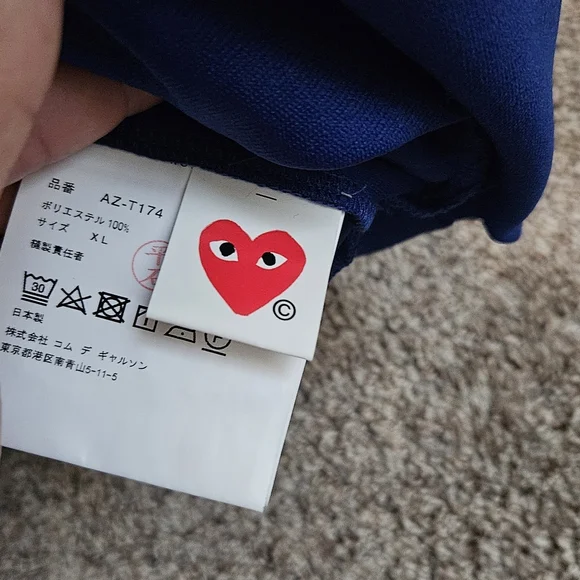 品番 AZ-T174
ポリエステル 100%
サイズ XL
縫製責任者
30
日本製
株式会社 コム デ ギャルソン
東京都港区南青山5-11-5
©